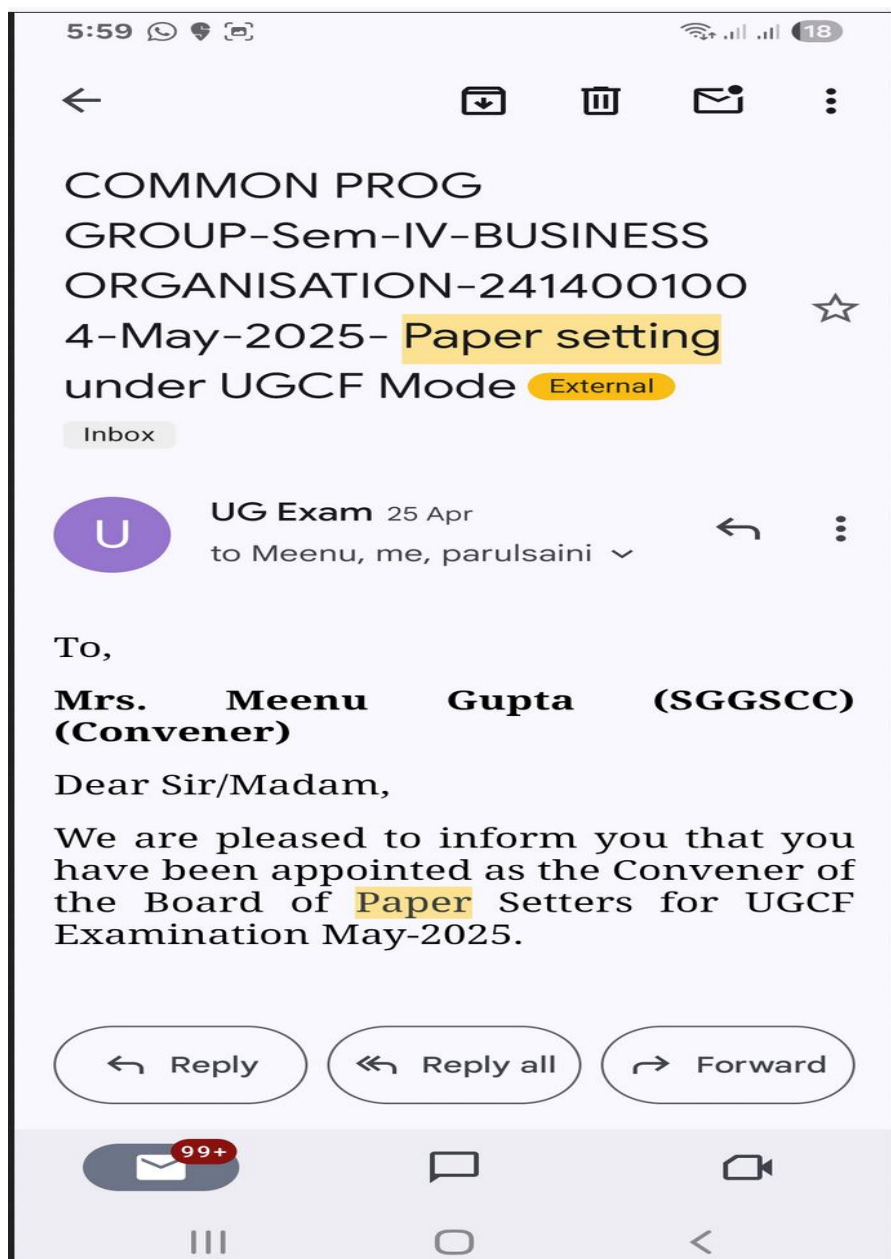 5:59
18
COMMON PROG
GROUP-Sem-IV-BUSINESS
ORGANISATION-241400100
4-May-2025- Paper setting
under UGCF Mode External
Inbox
U
UG Exam 25 Apr
to Meenu, me, parulsaini
To,
Mrs. Meenu Gupta (SGGSCC)
(Convener)
Dear Sir/Madam,
We are pleased to inform you that you
have been appointed as the Convener of
the Board of Paper Setters for UGCF
Examination May-2025.
Reply Reply all Forward
99+